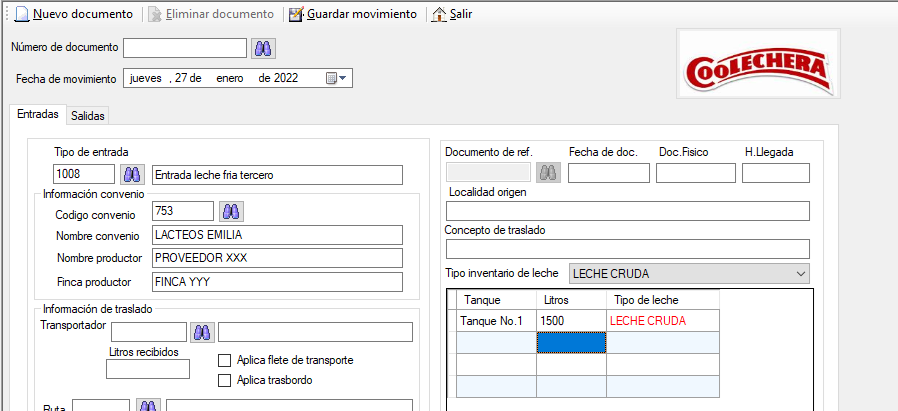 Nuevo documento Eliminar documento Guardar movimiento Salir
Número de documento
Fecha de movimiento jueves , 27 de enero de 2022
COOLECHERA
Entradas Salidas
Tipo de entrada
1008 Entrada leche fria tercero
Información convenio
Codigo convenio 753
Nombre convenio LACTEOS EMILIA
Nombre productor PROVEEDOR XXX
Finca productor FINCA YYY
Información de traslado
Transportador
Litros recibidos
Aplica flete de transporte
Aplica trasbordo
Ruta
Documento de ref. Fecha de doc. Doc.Fisico H.Llegada
Localidad origen
Concepto de traslado
Tipo inventario de leche LECHE CRUDA
Tanque Litros Tipo de leche
Tanque No.1 1500 LECHE CRUDA